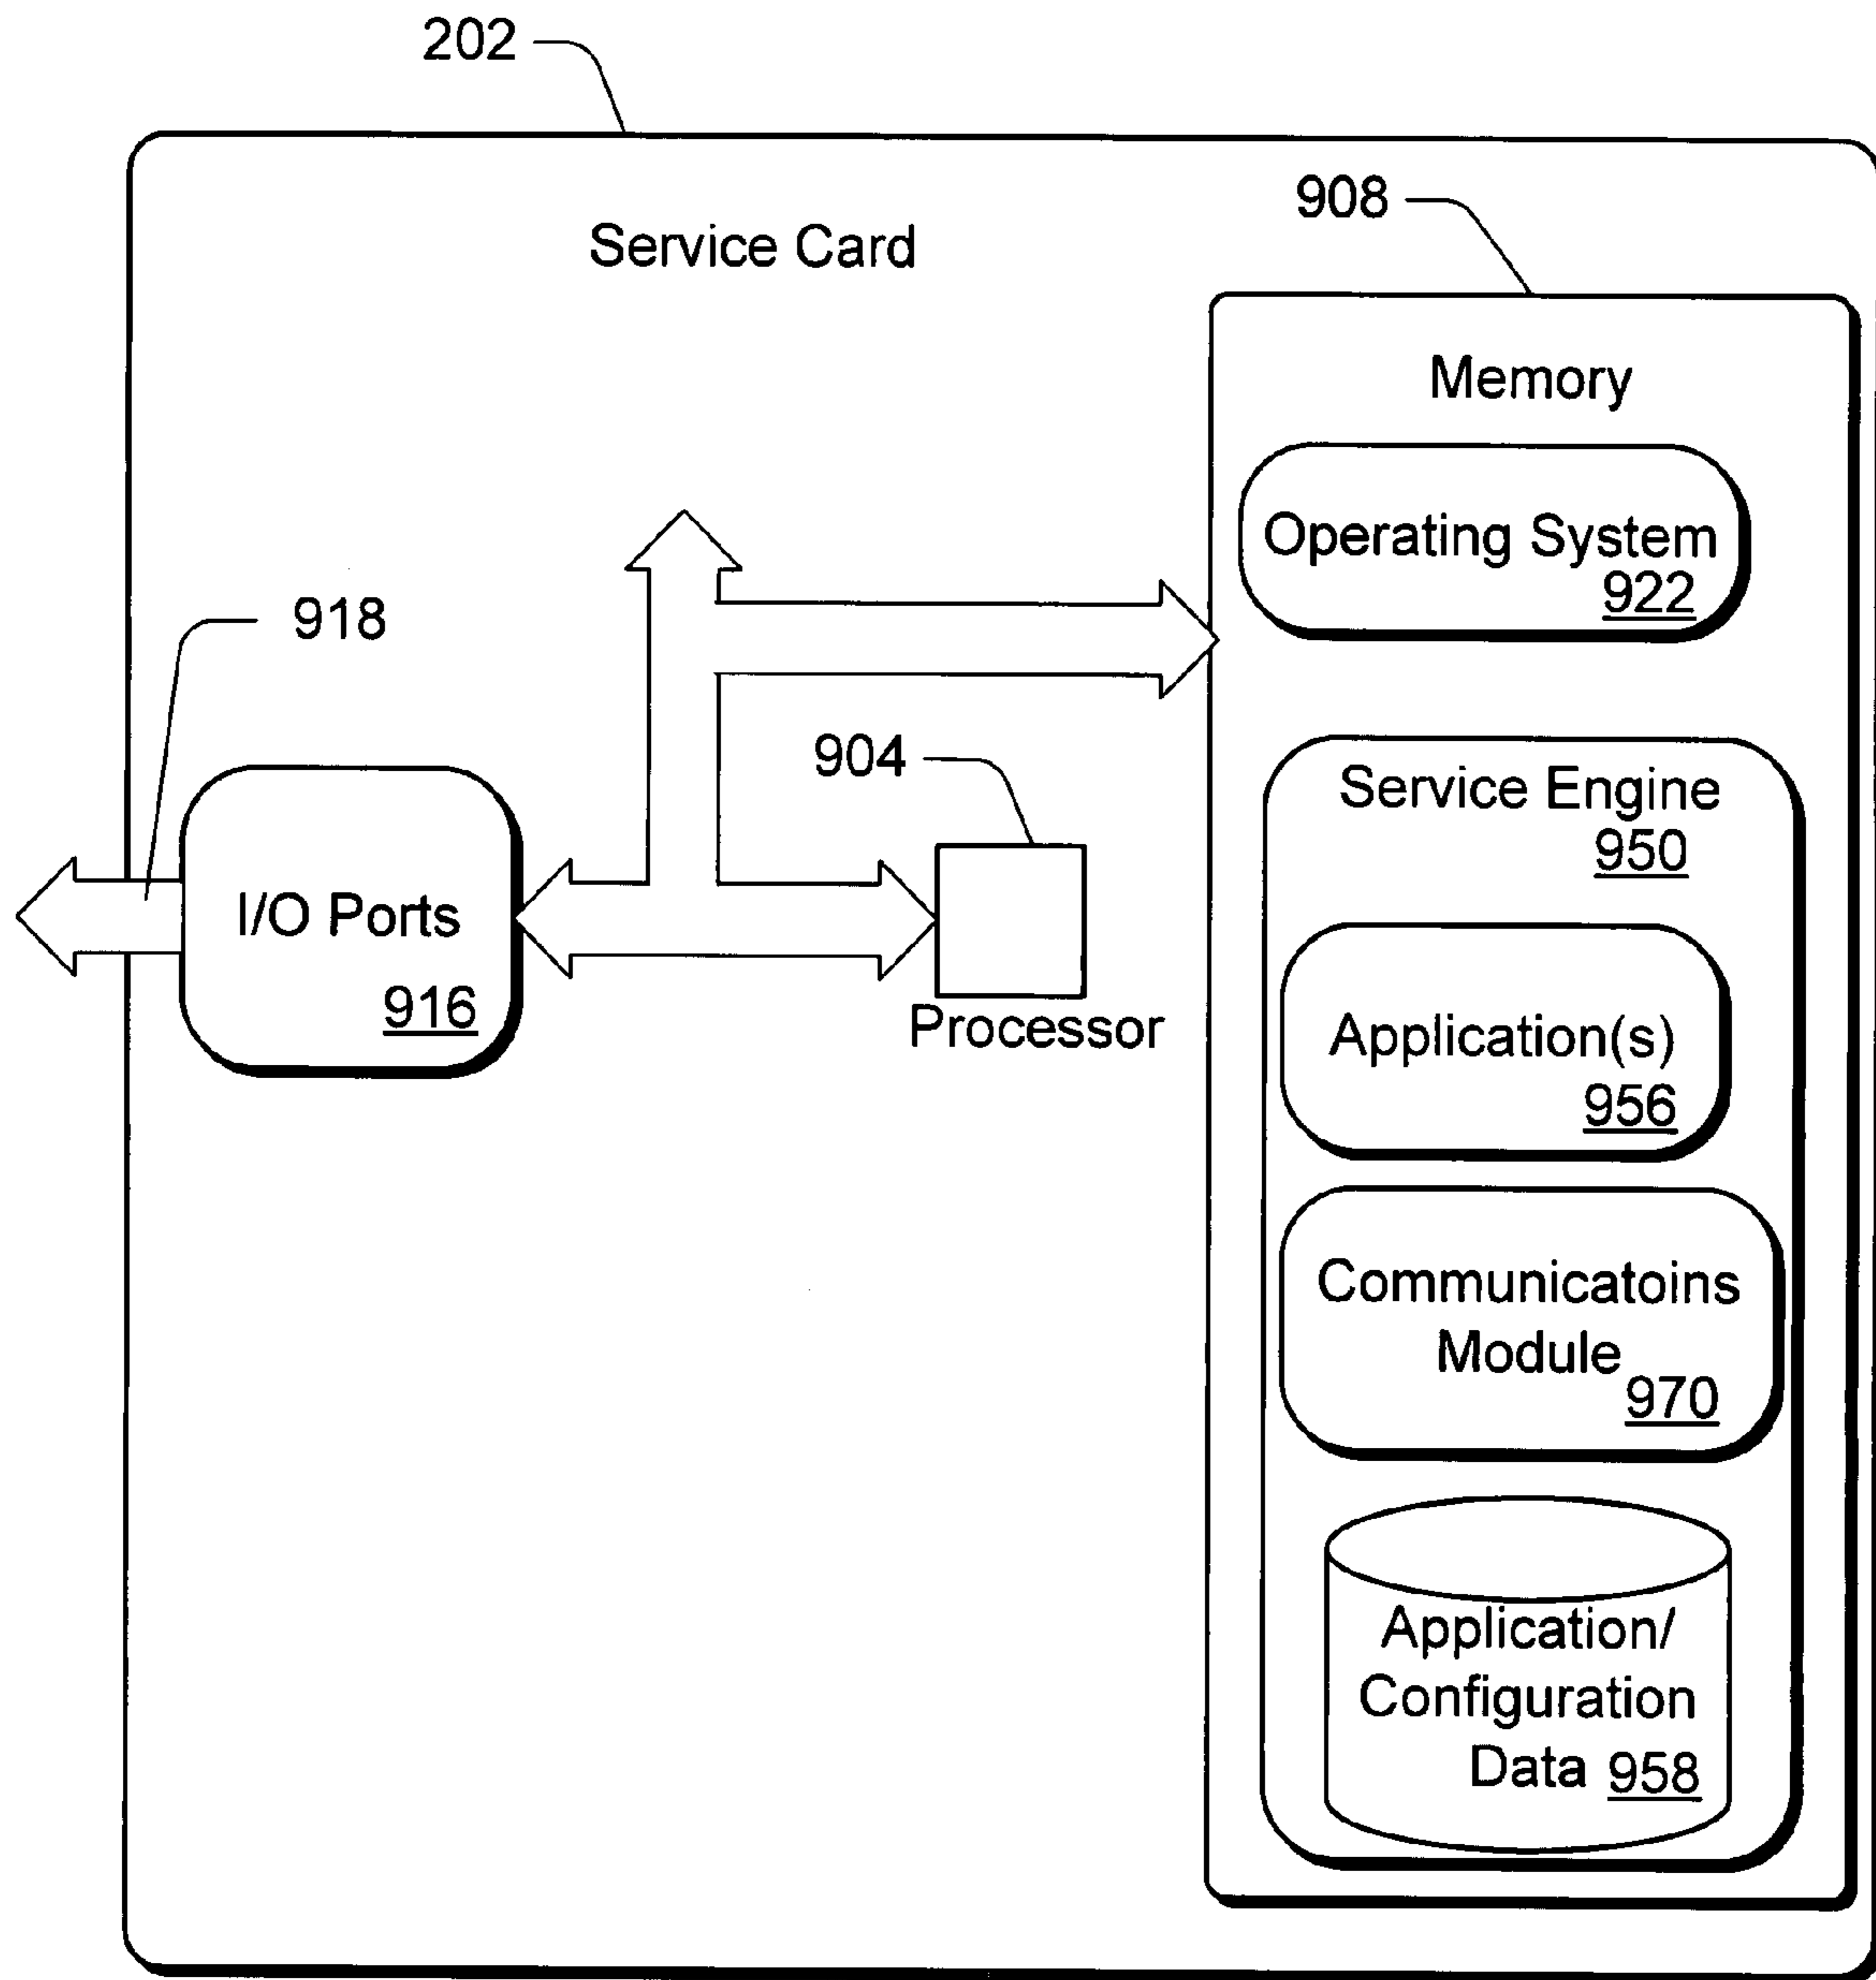 202
Service Card
908
Memory
Operating System
922
918
904
Service Engine
950
I/O Ports
916
Processor
Application(s)
956
Communicatoins
Module
970
Application/
Configuration
Data 958